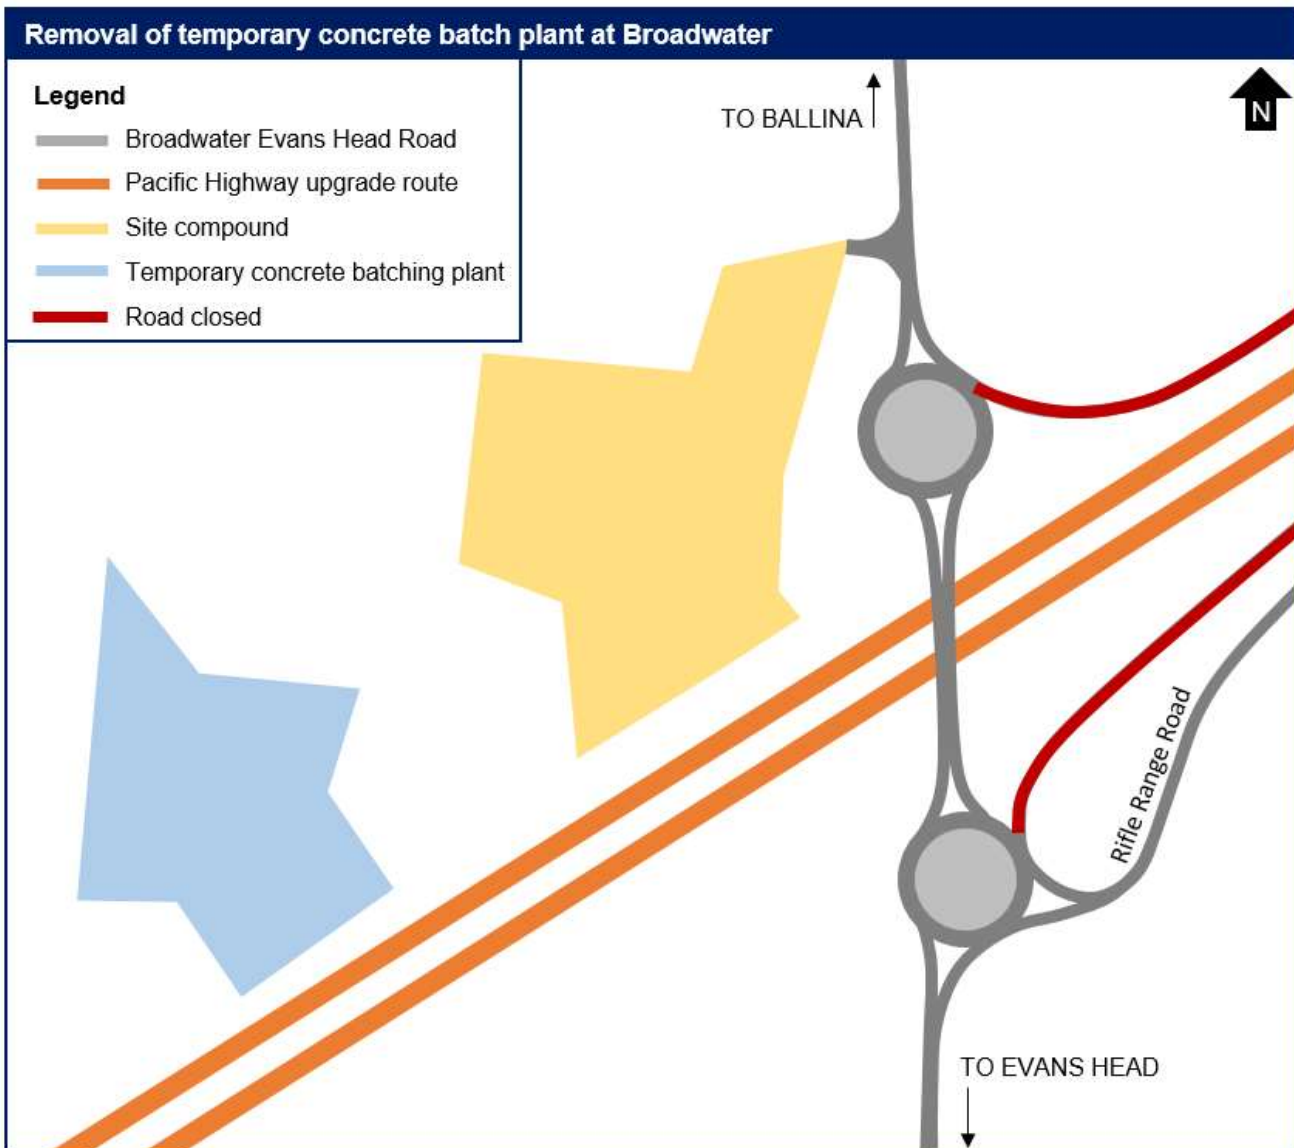 Removal of temporary concrete batch plant at Broadwater
Legend
Broadwater Evans Head Road
Pacific Highway upgrade route
Site compound
Temporary concrete batching plant
Road closed
TO BALLINA
N
Rifle Range Road
TO EVANS HEAD